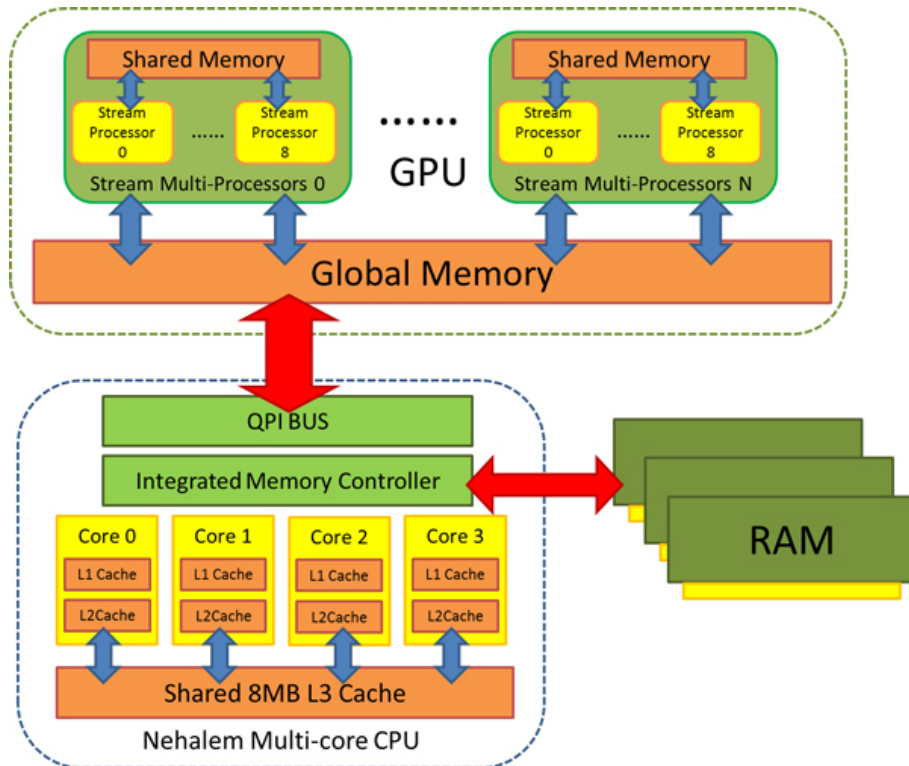 Shared Memory
Stream
Processor
0
......
Stream
Processor
8
Stream Multi-Processors 0
......
GPU
Shared Memory
Stream
Processor
0
......
Stream
Processor
8
Stream Multi-Processors N
Global Memory
QPI BUS
Integrated Memory Controller
Core 0
L1 Cache
L2Cache
Core 1
L1 Cache
L2Cache
Core 2
L1 Cache
L2Cache
Core 3
L1 Cache
L2Cache
Shared 8MB L3 Cache
Nehalem Multi-core CPU
RAM